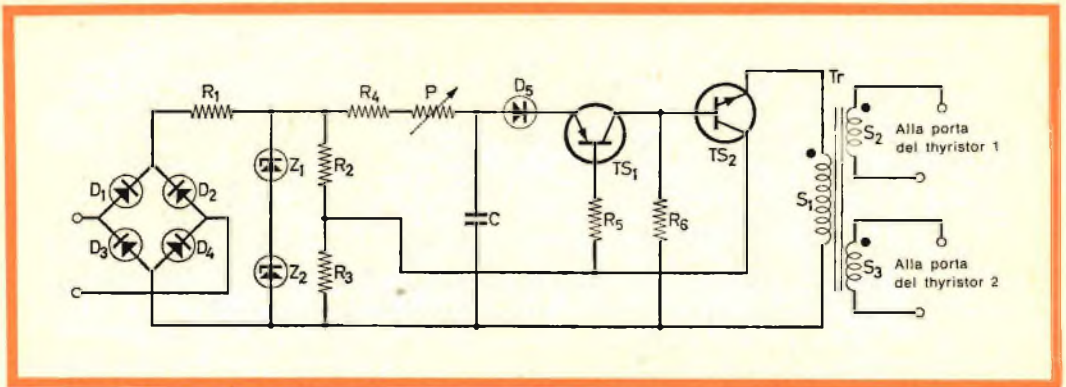 R1
R4
P
D5
TS1
TS2
Tr
S1
S2
Alla porta
del thyristor 1
S3
Alla porta
del thyristor 2
D1
D2
D3
D4
Z1
Z2
R2
R3
C
R5
R6